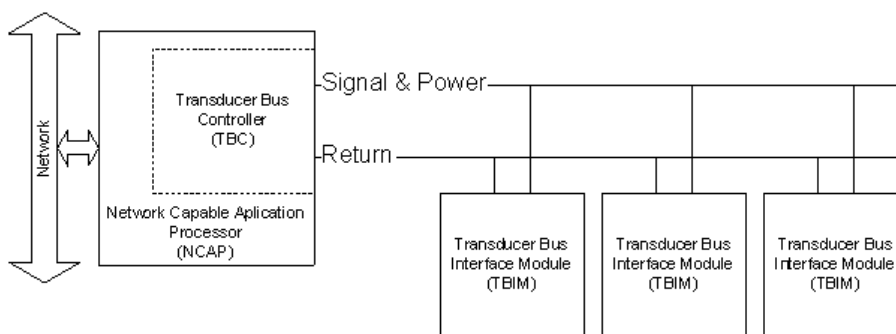 Network
Transducer Bus
Controller
(TBC)
Network Capable Aplication
Processor
(NCAP)
Signal & Power
Return
Transducer Bus
Interface Module
(TBIM)
Transducer Bus
Interface Module
(TBIM)
Transducer Bus
Interface Module
(TBIM)